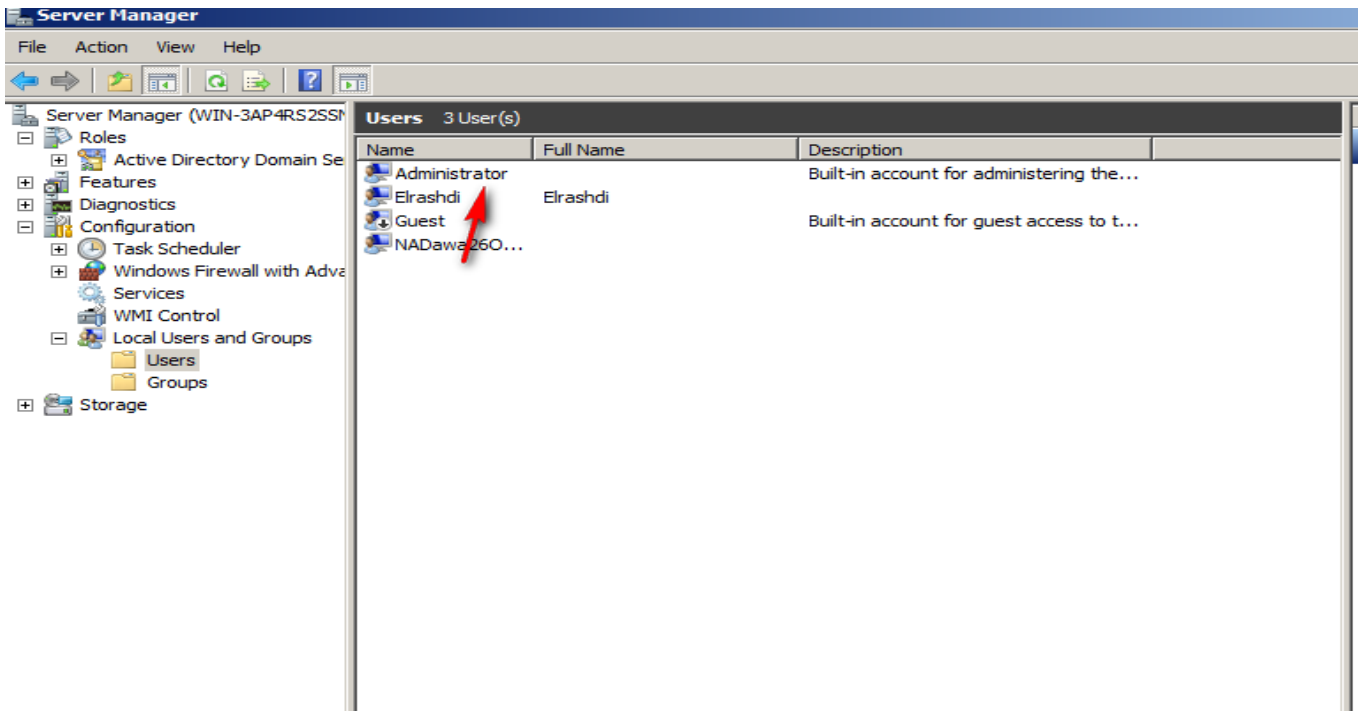 Server Manager
File Action View Help
Server Manager (WIN-3AP4RS2SSN
Roles
Active Directory Domain Se
Features
Diagnostics
Configuration
Task Scheduler
Windows Firewall with Adva
Services
WMI Control
Local Users and Groups
Users
Groups
Storage
Users 3 User(s)
Name Full Name Description
Administrator Built-in account for administering the...
Elrashdi Elrashdi
Guest Built-in account for guest access to t...
NADawa26O...